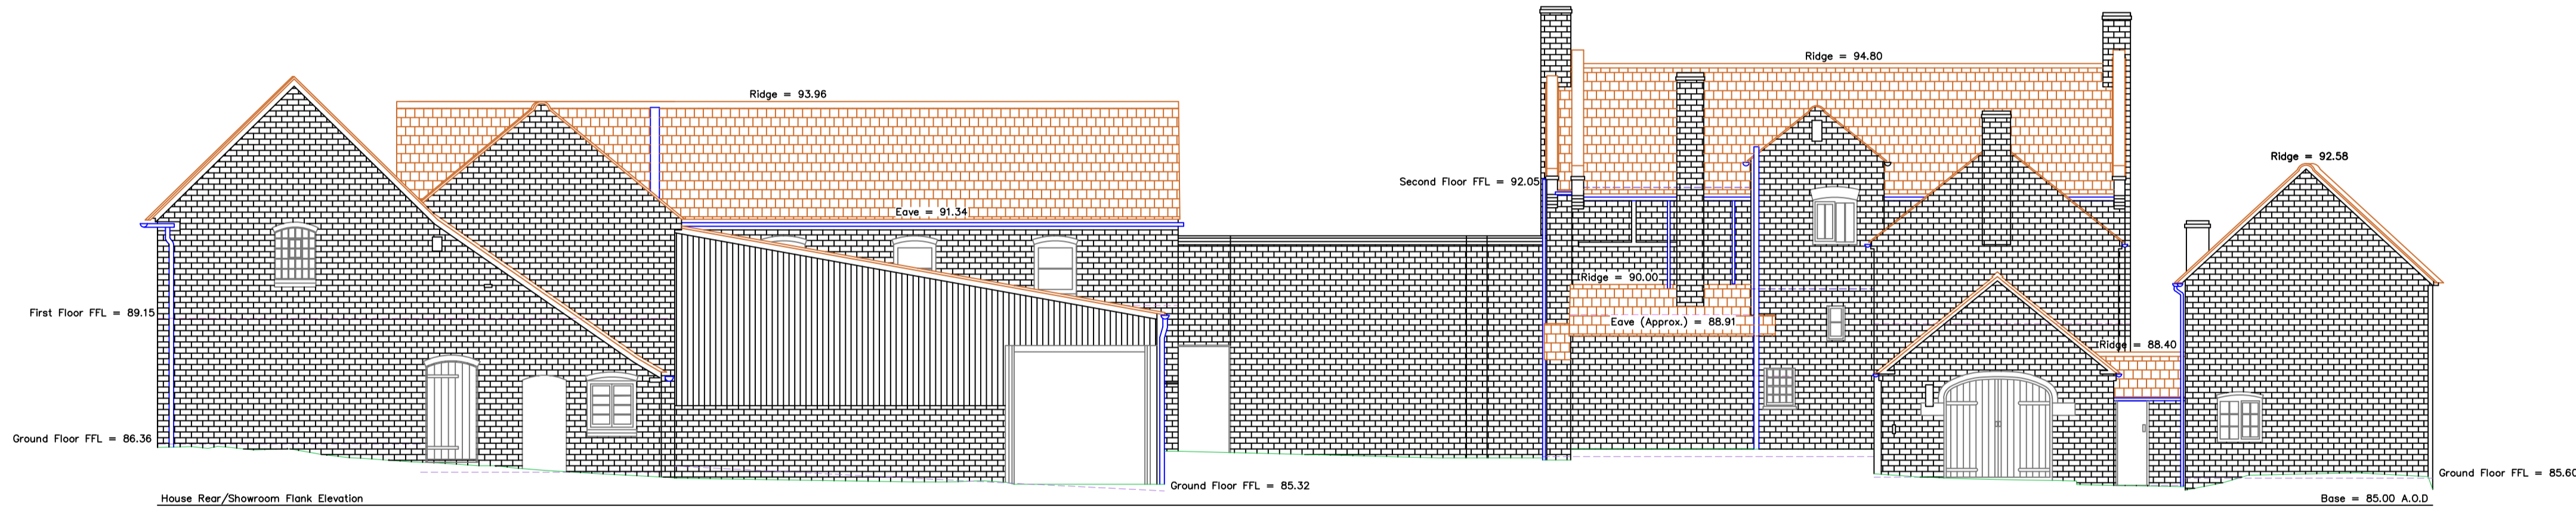 Ridge = 94.80
Ridge = 93.96
Ridge = 92.58
Second Floor FFL = 92.05
Eave = 91.34
Ridge = 90.00
First Floor FFL = 89.15
Eave (Approx.) = 88.91
Ridge = 88.40
Ground Floor FFL = 86.36
Ground Floor FFL = 85.60
Ground Floor FFL = 85.32
House Rear/Showroom Flank Elevation
Base = 85.00 A.O.D